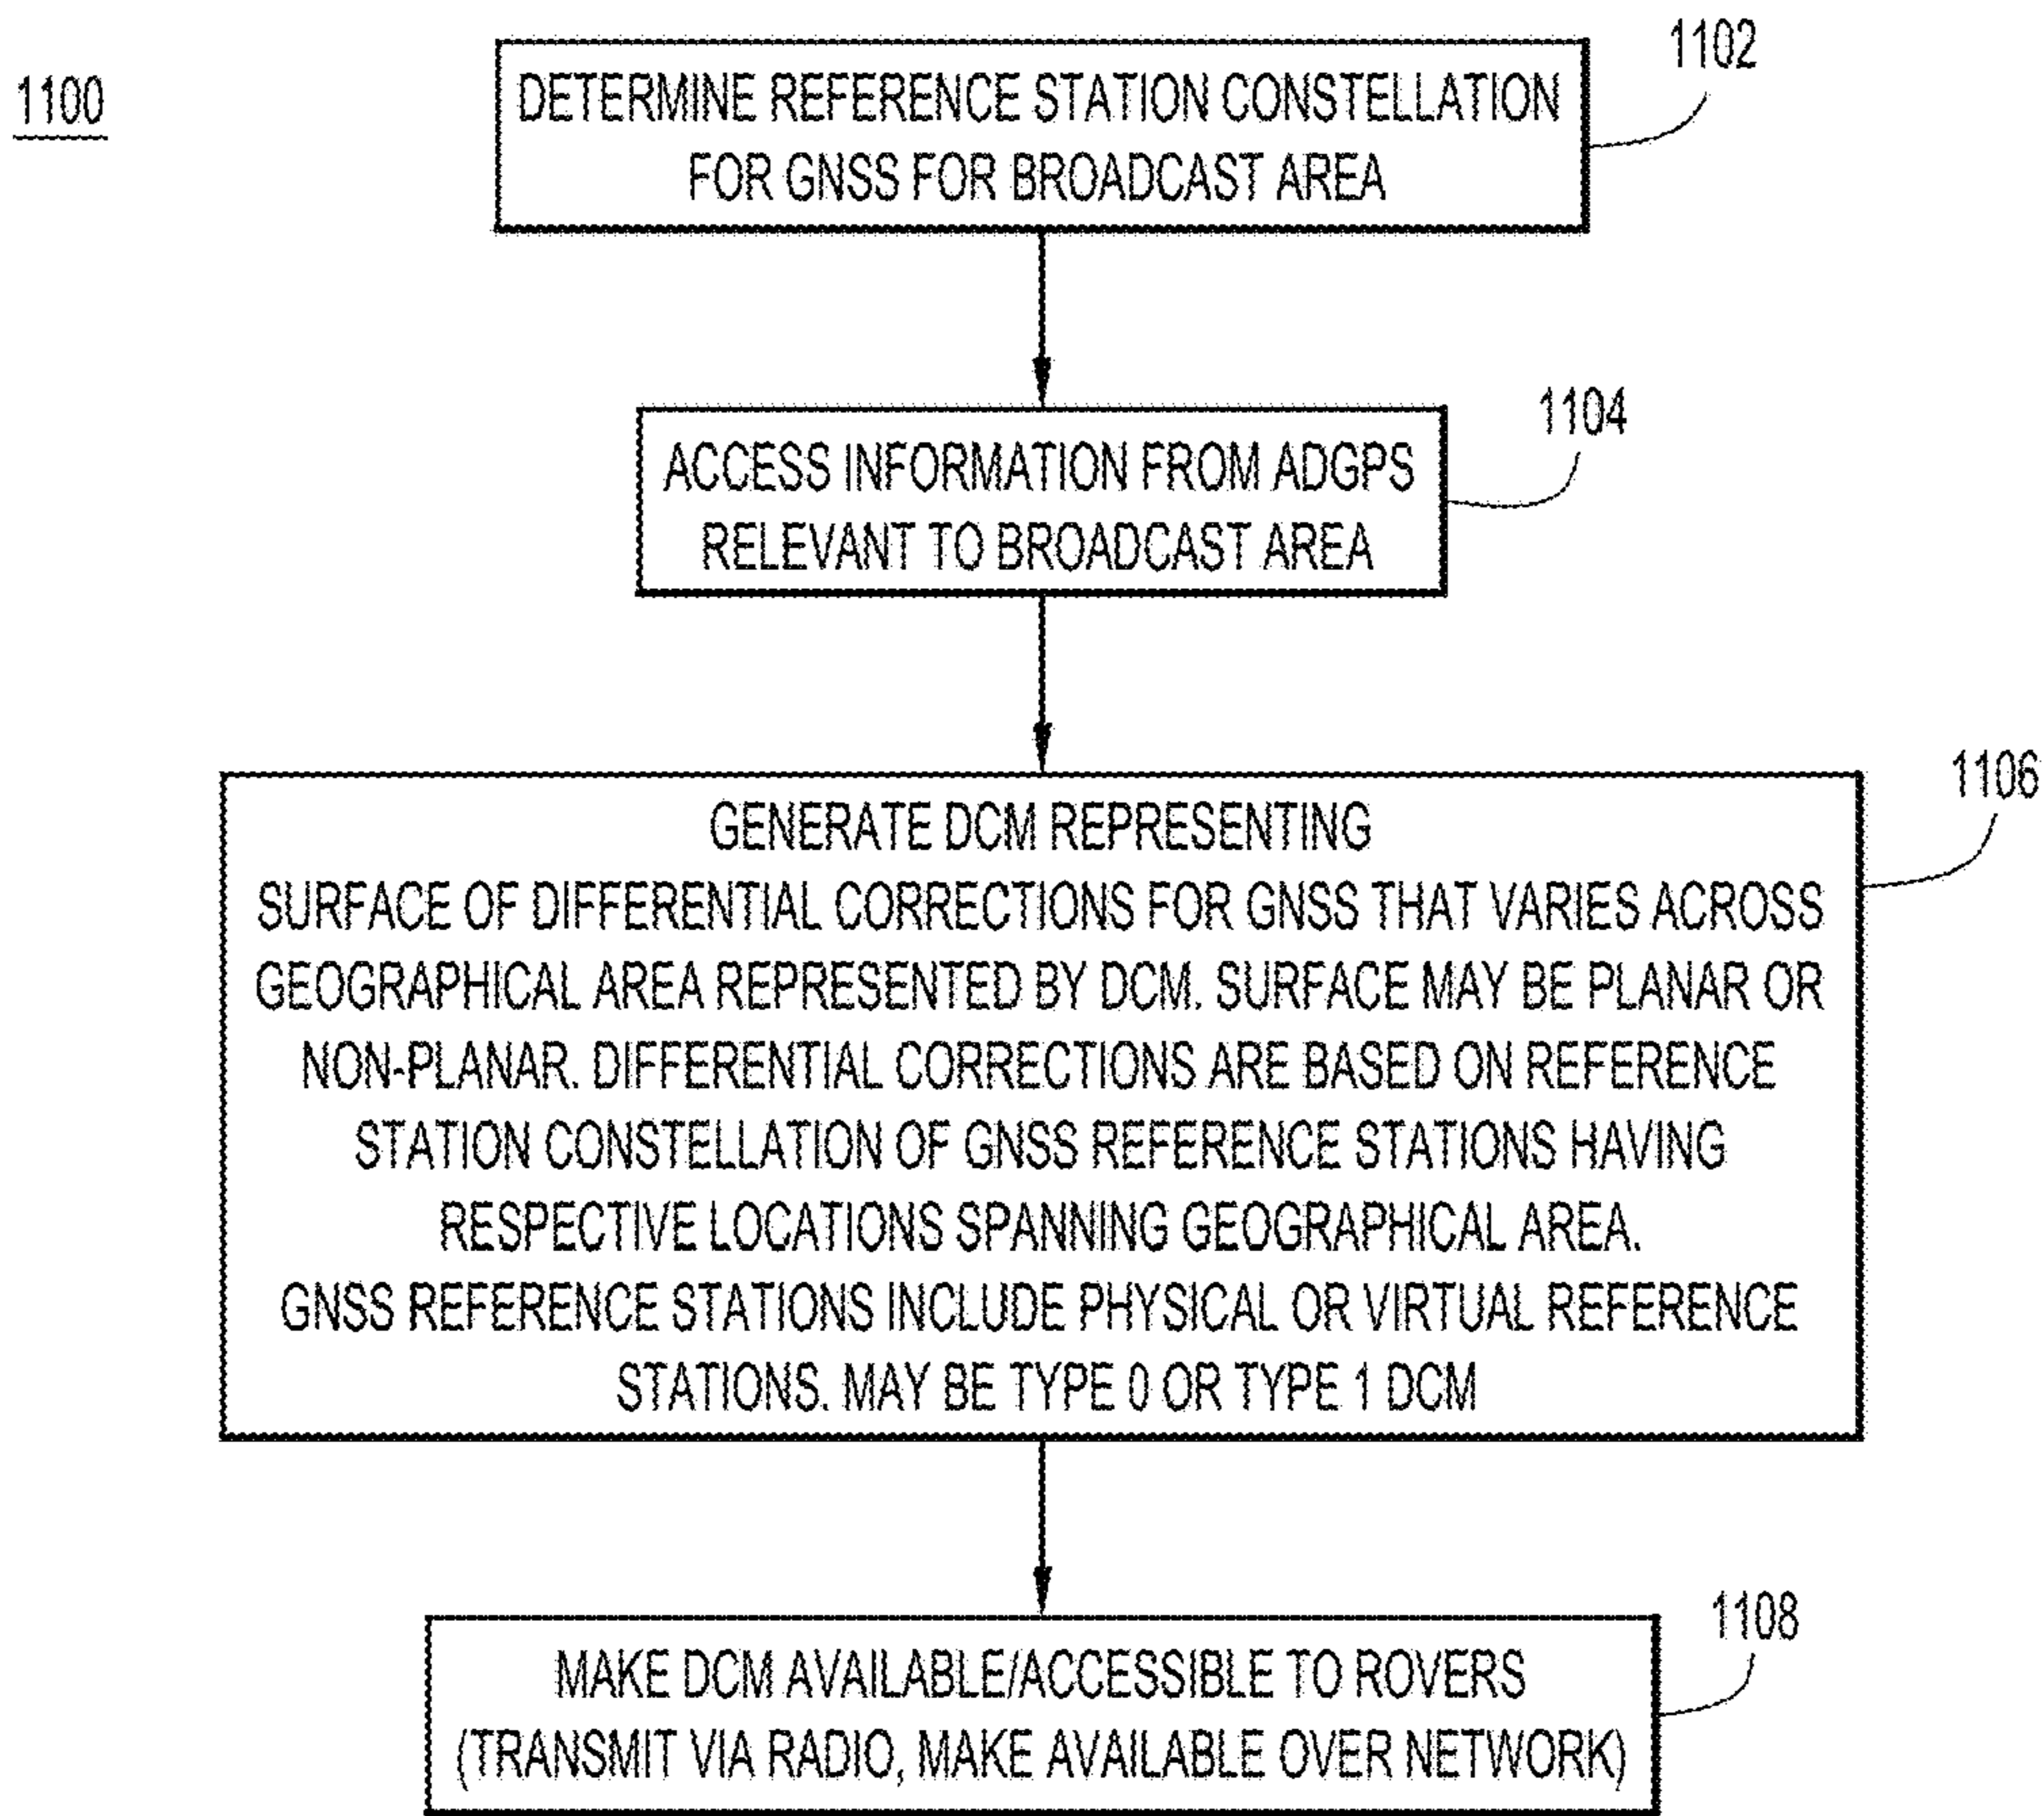 1100
1102
DETERMINE REFERENCE STATION CONSTELLATION
FOR GNSS FOR BROADCAST AREA
1104
ACCESS INFORMATION FROM ADGPS
RELEVANT TO BROADCAST AREA
1106
GENERATE DCM REPRESENTING
SURFACE OF DIFFERENTIAL CORRECTIONS FOR GNSS THAT VARIES ACROSS
GEOGRAPHICAL AREA REPRESENTED BY DCM. SURFACE MAY BE PLANAR OR
NON-PLANAR. DIFFERENTIAL CORRECTIONS ARE BASED ON REFERENCE
STATION CONSTELLATION OF GNSS REFERENCE STATIONS HAVING
RESPECTIVE LOCATIONS SPANNING GEOGRAPHICAL AREA.
GNSS REFERENCE STATIONS INCLUDE PHYSICAL OR VIRTUAL REFERENCE
STATIONS. MAY BE TYPE 0 OR TYPE 1 DCM
1108
MAKE DCM AVAILABLE/ACCESSIBLE TO ROVERS
(TRANSMIT VIA RADIO, MAKE AVAILABLE OVER NETWORK)